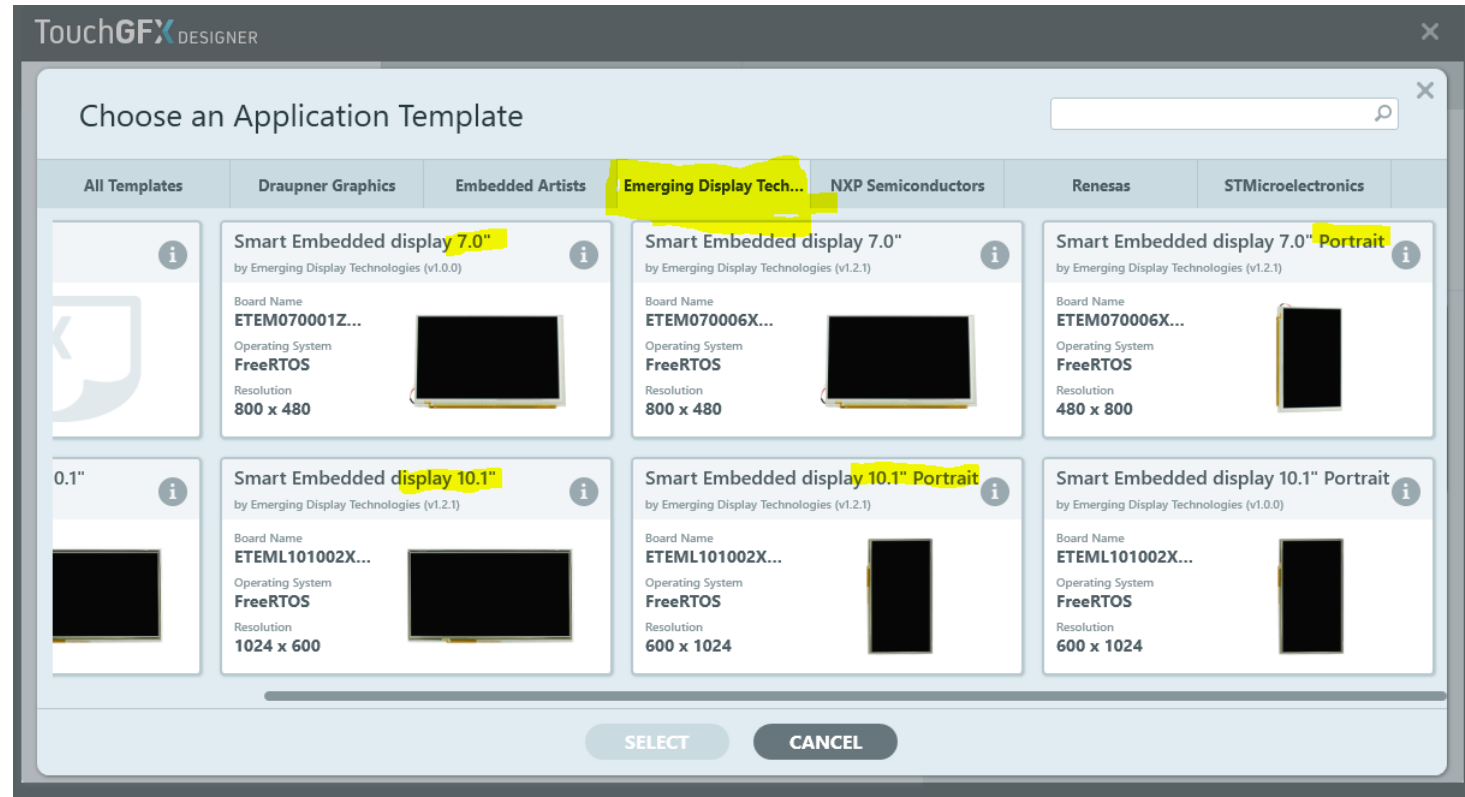 TouchGFX DESIGNER
Choose an Application Template
All Templates
Draupner Graphics
Embedded Artists
Emerging Display Tech...
NXP Semiconductors
Renesas
STMicroelectronics
Smart Embedded display 7.0"
by Emerging Display Technologies (v1.0.0)
Board Name
ETEM070001Z...
Operating System
FreeRTOS
Resolution
800 x 480
Smart Embedded display 7.0"
by Emerging Display Technologies (v1.2.1)
Board Name
ETEM070006X...
Operating System
FreeRTOS
Resolution
800 x 480
Smart Embedded display 7.0" Portrait
by Emerging Display Technologies (v1.2.1)
Board Name
ETEM070006X...
Operating System
FreeRTOS
Resolution
480 x 800
0.1"
Smart Embedded display 10.1"
by Emerging Display Technologies (v1.2.1)
Board Name
ETEML101002X...
Operating System
FreeRTOS
Resolution
1024 x 600
Smart Embedded display 10.1" Portrait
by Emerging Display Technologies (v1.2.1)
Board Name
ETEML101002X...
Operating System
FreeRTOS
Resolution
600 x 1024
Smart Embedded display 10.1" Portrait
by Emerging Display Technologies (v1.0.0)
Board Name
ETEML101002X...
Operating System
FreeRTOS
Resolution
600 x 1024
SELECT
CANCEL